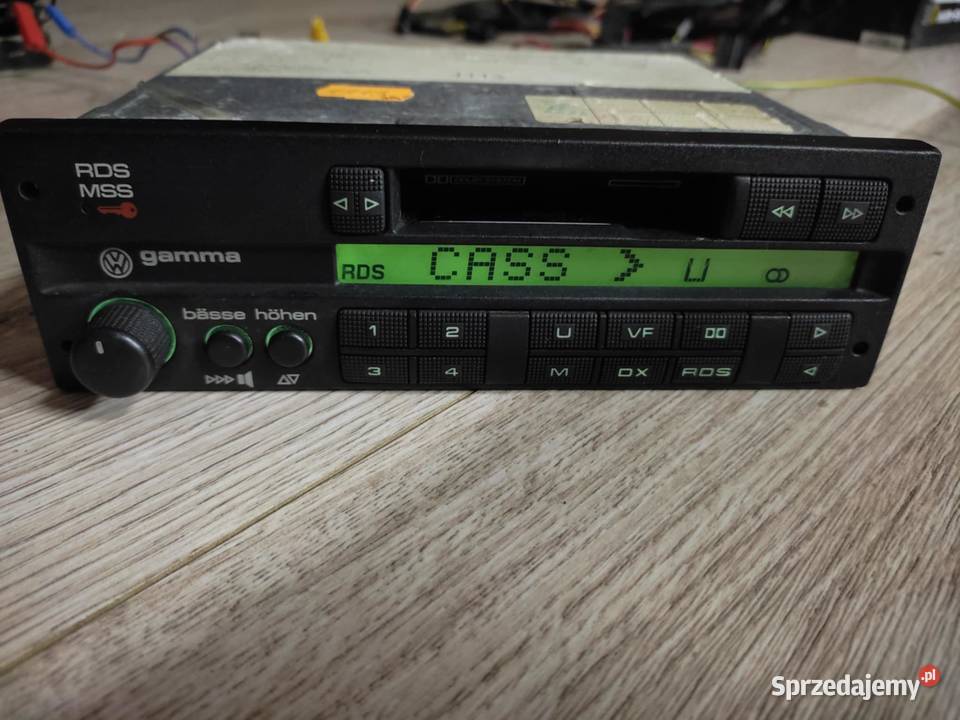 RDS
MSS
gamma
RDS CASS > U
bässe höhen
1 2 U VF
3 4 M DX RDS
Sprzedajemy.pl